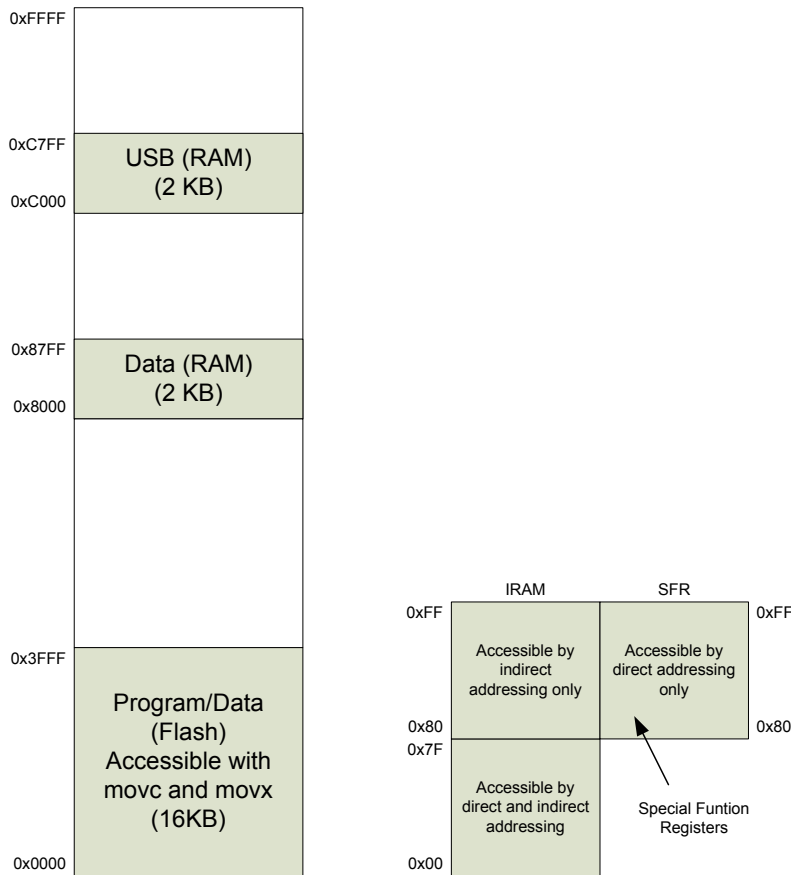 0xFFFF
0xC7FF
USB (RAM)
(2 KB)
0xC000
0x87FF
Data (RAM)
(2 KB)
0x8000
0x3FFF
Program/Data
(Flash)
Accessible with
movc and movx
(16KB)
0x0000
IRAM
SFR
0xFF
0xFF
Accessible by
indirect
addressing only
Accessible by
direct addressing
only
0x80
0x80
0x7F
Accessible by
direct and indirect
addressing
Special Funtion
Registers
0x00